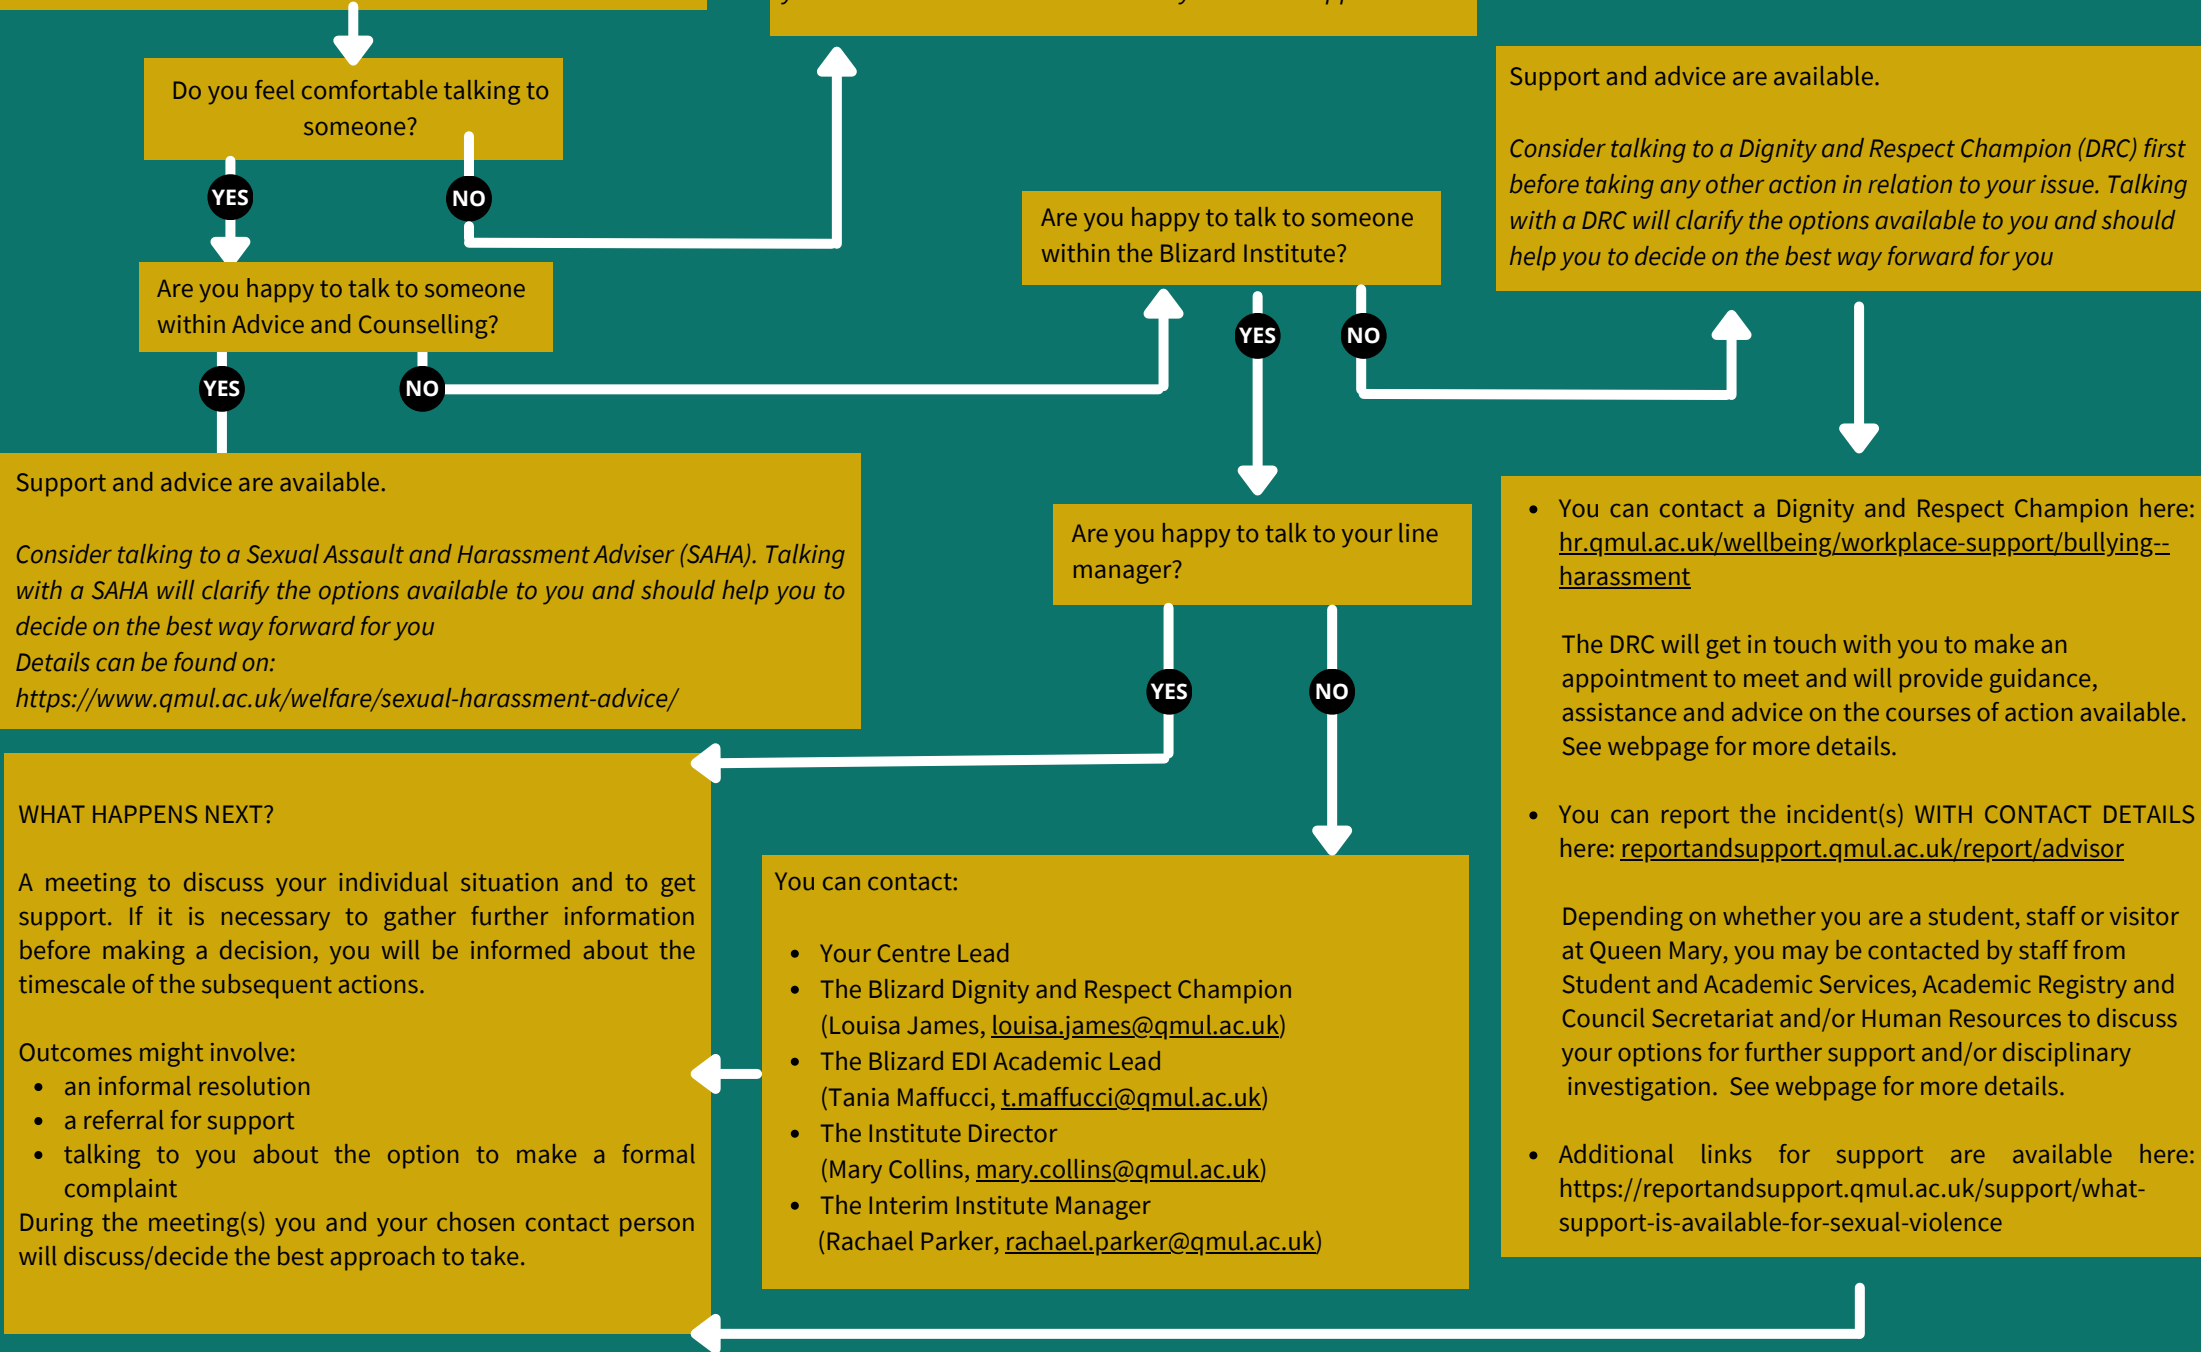 Do you feel comfortable talking to
someone?
YES
NO
Are you happy to talk to someone
within Advice and Counselling?
YES
NO
Support and advice are available.
Consider talking to a Sexual Assault and Harassment Adviser (SAHA). Talking
with a SAHA will clarify the options available to you and should help you to
decide on the best way forward for you
Details can be found on:
https://www.qmul.ac.uk/welfare/sexual-harassment-advice/
Are you happy to talk to someone
within the Blizard Institute?
YES
NO
Are you happy to talk to your line
manager?
YES
NO
WHAT HAPPENS NEXT?
A meeting to discuss your individual situation and to get
support. If it is necessary to gather further information
before making a decision, you will be informed about the
timescale of the subsequent actions.
Outcomes might involve:
• an informal resolution
• a referral for support
• talking to you about the option to make a formal
complaint
During the meeting(s) you and your chosen contact person
will discuss/decide the best approach to take.
You can contact:
• Your Centre Lead
• The Blizard Dignity and Respect Champion
(Louisa James, louisa.james@qmul.ac.uk)
• The Blizard EDI Academic Lead
(Tania Maffucci, t.maffucci@qmul.ac.uk)
• The Institute Director
(Mary Collins, mary.collins@qmul.ac.uk)
• The Interim Institute Manager
(Rachael Parker, rachael.parker@qmul.ac.uk)
Support and advice are available.
Consider talking to a Dignity and Respect Champion (DRC) first
before taking any other action in relation to your issue. Talking
with a DRC will clarify the options available to you and should
help you to decide on the best way forward for you
• You can contact a Dignity and Respect Champion here:
hr.qmul.ac.uk/wellbeing/workplace-support/bullying--
harassment
The DRC will get in touch with you to make an
appointment to meet and will provide guidance,
assistance and advice on the courses of action available.
See webpage for more details.
• You can report the incident(s) WITH CONTACT DETAILS
here: reportandsupport.qmul.ac.uk/report/advisor
Depending on whether you are a student, staff or visitor
at Queen Mary, you may be contacted by staff from
Student and Academic Services, Academic Registry and
Council Secretariat and/or Human Resources to discuss
your options for further support and/or disciplinary
investigation. See webpage for more details.
• Additional links for support are available here:
https://reportandsupport.qmul.ac.uk/support/what-
support-is-available-for-sexual-violence